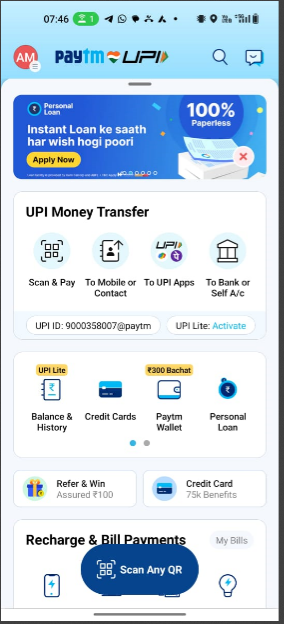 07:46
1
AM
paytm UPI
Personal
Loan
Instant Loan ke saath
har wish hogi poori
Apply Now
100%
Paperless
UPI Money Transfer
UPI
Scan & Pay
To Mobile or
Contact
To UPI Apps
To Bank or
Self A/c
UPI ID: 9000358007@paytm
UPI Lite: Activate
UPI Lite
₹300 Bachat
Balance &
History
Credit Cards
Paytm
Wallet
Personal
Loan
Refer & Win
Assured ₹100
Credit Card
75k Benefits
Recharge & Bill Payments
My Bills
Scan Any QR